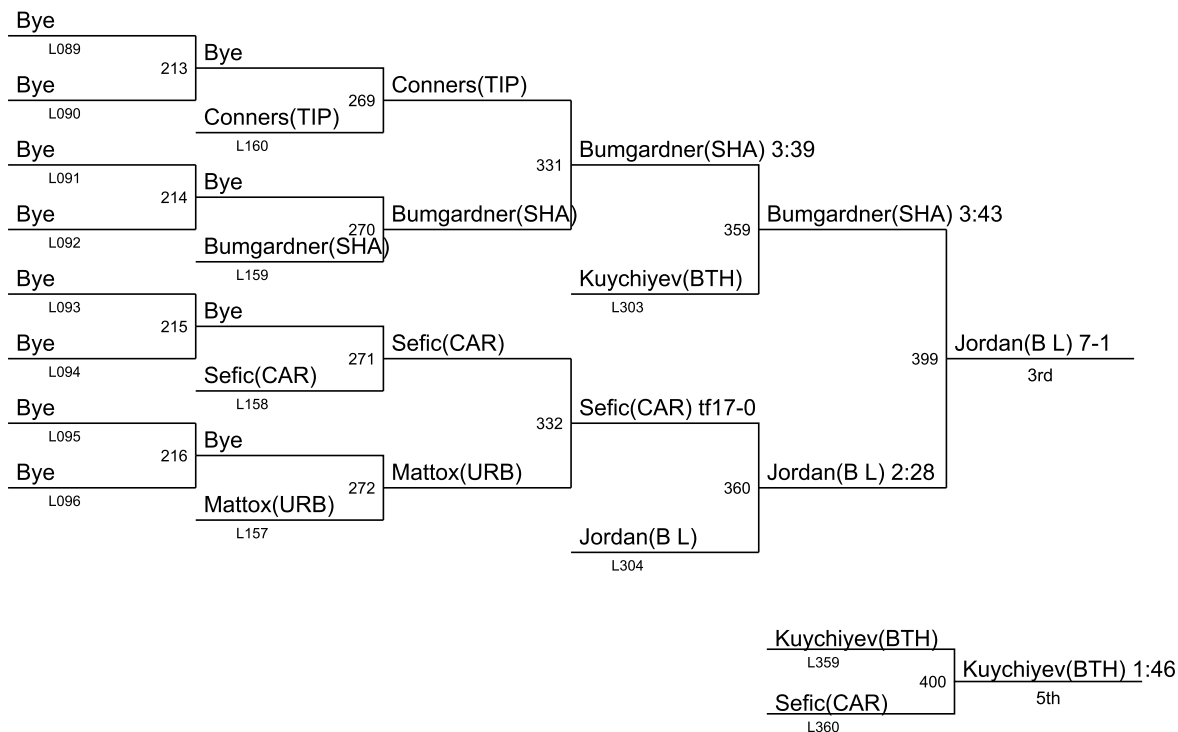 Bye
L089
213
Bye
Bye
L090
269
Conners(TIP)
Conners(TIP)
L160
Bye
L091
214
Bye
Bye
L092
270
Bumgardner(SHA)
Bumgardner(SHA)
L159
331
Bumgardner(SHA) 3:39
359
Bumgardner(SHA) 3:43
Kuychiyev(BTH)
L303
Bye
L093
215
Bye
Bye
L094
271
Sefic(CAR)
Sefic(CAR)
L158
Bye
L095
216
Bye
Bye
L096
272
Mattox(URB)
Mattox(URB)
L157
332
Sefic(CAR) tf17-0
360
Jordan(B L) 2:28
Jordan(B L)
L304
399
Jordan(B L) 7-1
3rd
Kuychiyev(BTH)
L359
400
Kuychiyev(BTH) 1:46
5th
Sefic(CAR)
L360